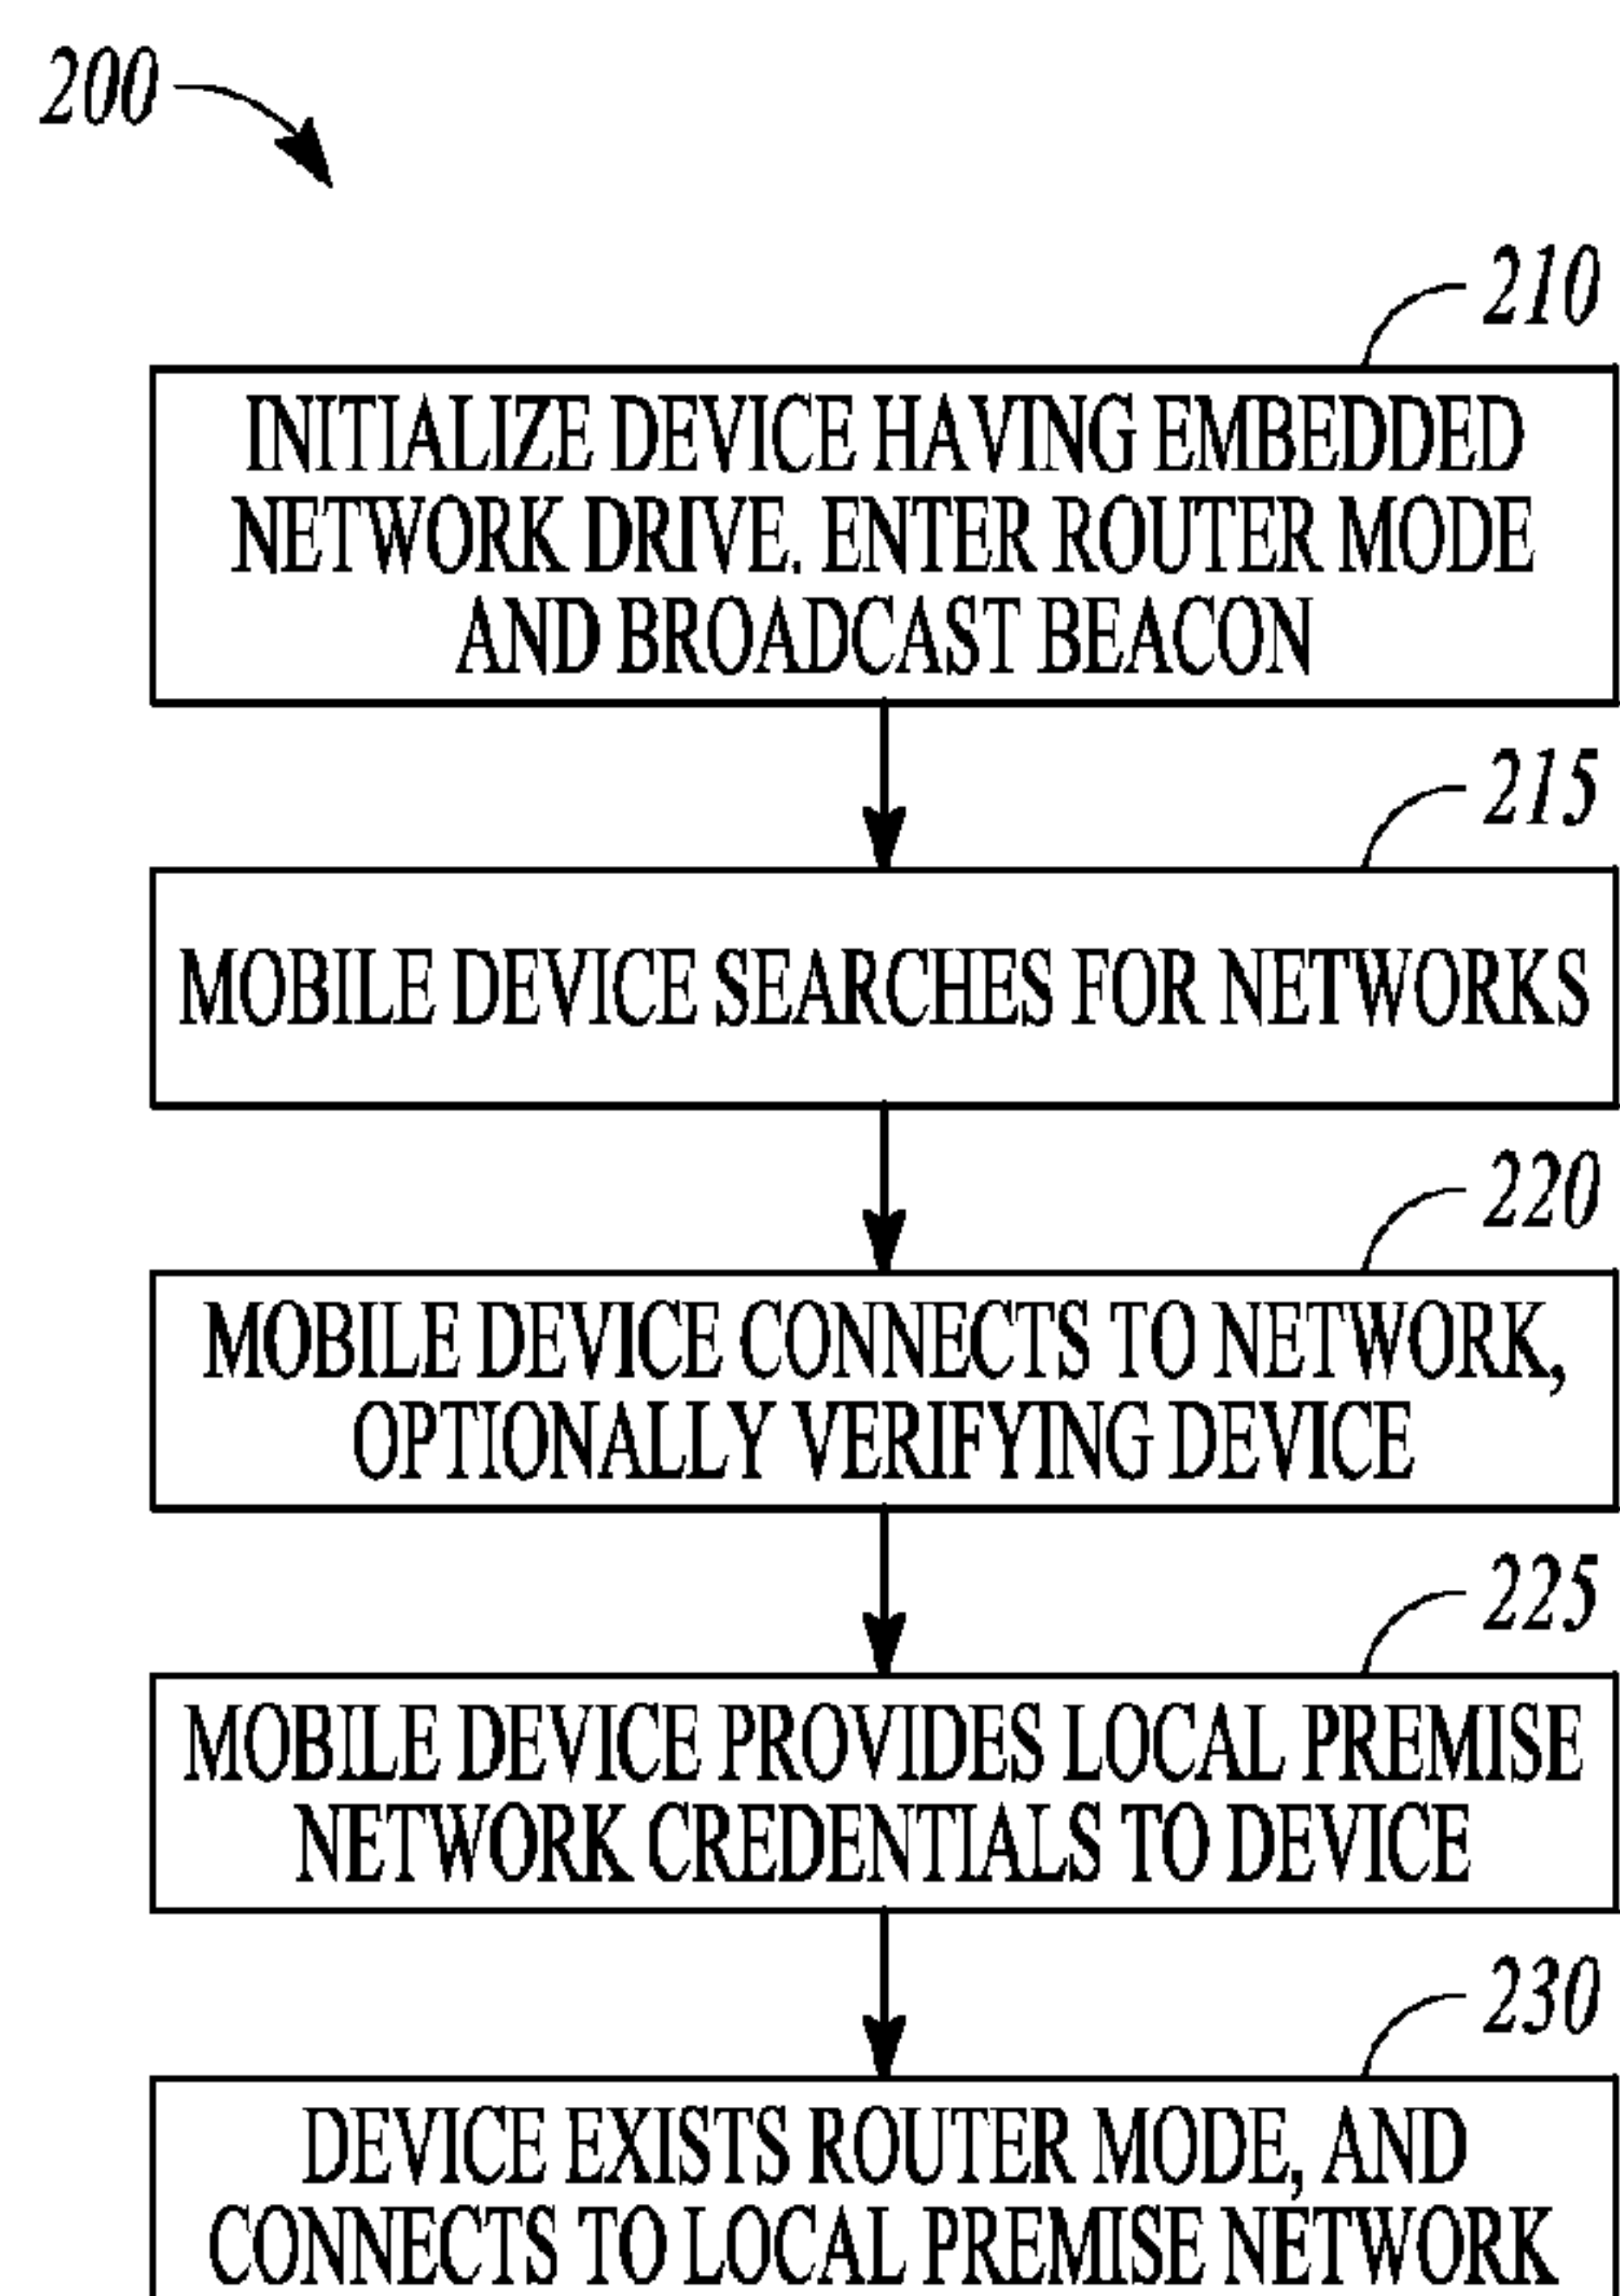 200
210
INITIALIZE DEVICE HAVING EMBEDDED
NETWORK DRIVE. ENTER ROUTER MODE
AND BROADCAST BEACON
215
MOBILE DEVICE SEARCHES FOR NETWORKS
220
MOBILE DEVICE CONNECTS TO NETWORK,
OPTIONALLY VERIFYING DEVICE
225
MOBILE DEVICE PROVIDES LOCAL PREMISE
NETWORK CREDENTIALS TO DEVICE
230
DEVICE EXISTS ROUTER MODE, AND
CONNECTS TO LOCAL PREMISE NETWORK